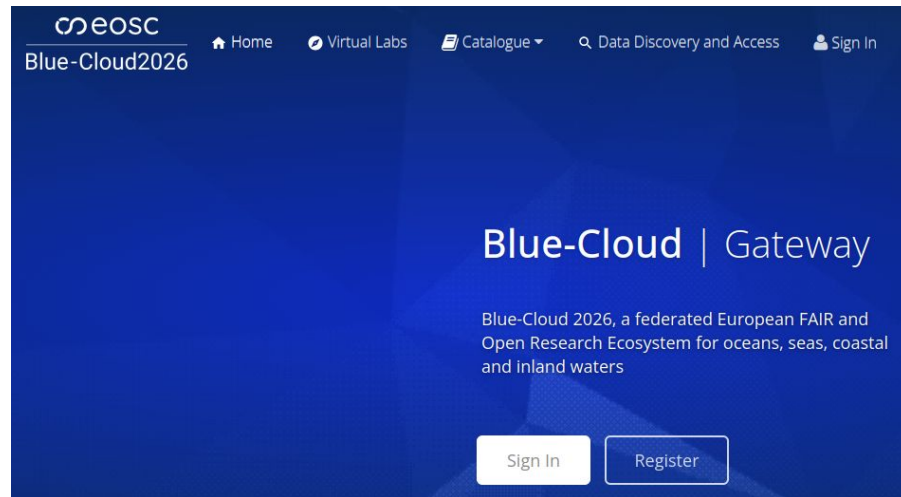 eosc
Blue-Cloud2026
Home Virtual Labs Catalogue Data Discovery and Access Sign In
Blue-Cloud | Gateway
Blue-Cloud 2026, a federated European FAIR and
Open Research Ecosystem for oceans, seas, coastal
and inland waters
Sign In Register